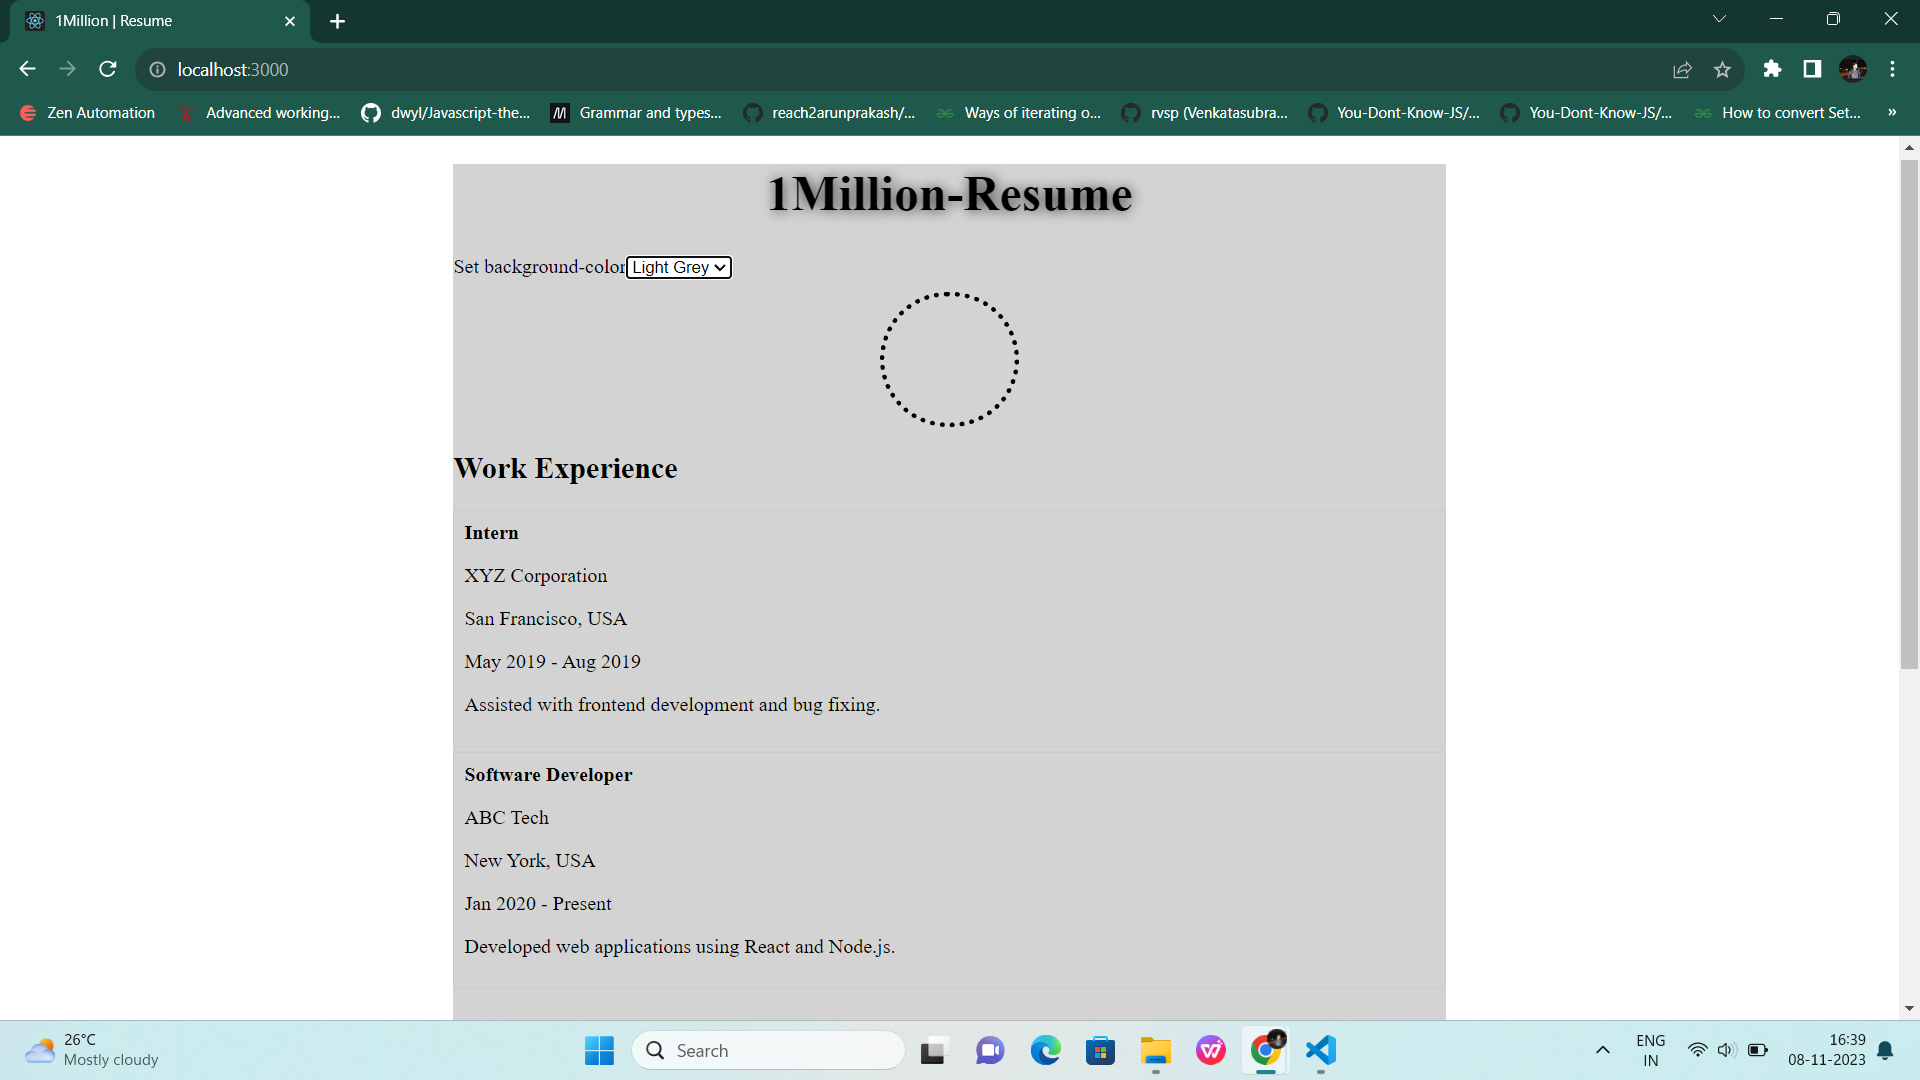 1Million | Resume
localhost:3000
Zen Automation
Advanced working...
dwyl/Javascript-the...
Grammar and types...
reach2arunprakash/...
Ways of iterating o...
rvsp (Venkatasubra...
You-Dont-Know-JS/...
You-Dont-Know-JS/...
How to convert Set...
»
1Million-Resume
Set background-color Light Grey
Work Experience
Intern
XYZ Corporation
San Francisco, USA
May 2019 - Aug 2019
Assisted with frontend development and bug fixing.
Software Developer
ABC Tech
New York, USA
Jan 2020 - Present
Developed web applications using React and Node.js.
26°C
Mostly cloudy
Search
ENG
IN
16:39
08-11-2023